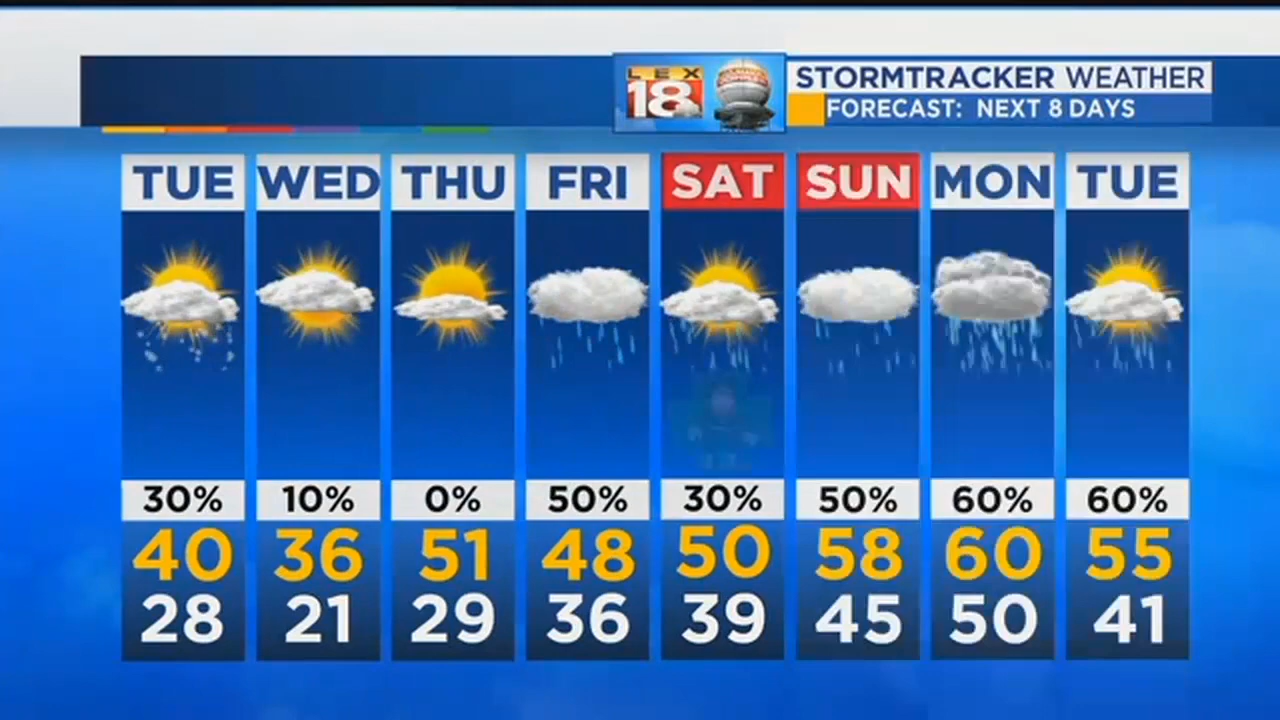 LEX
18
STORMTRACKER WEATHER
FORECAST: NEXT 8 DAYS
TUE WED THU FRI SAT SUN MON TUE
30% 10% 0% 50% 30% 50% 60% 60%
40 36 51 48 50 58 60 55
28 21 29 36 39 45 50 41